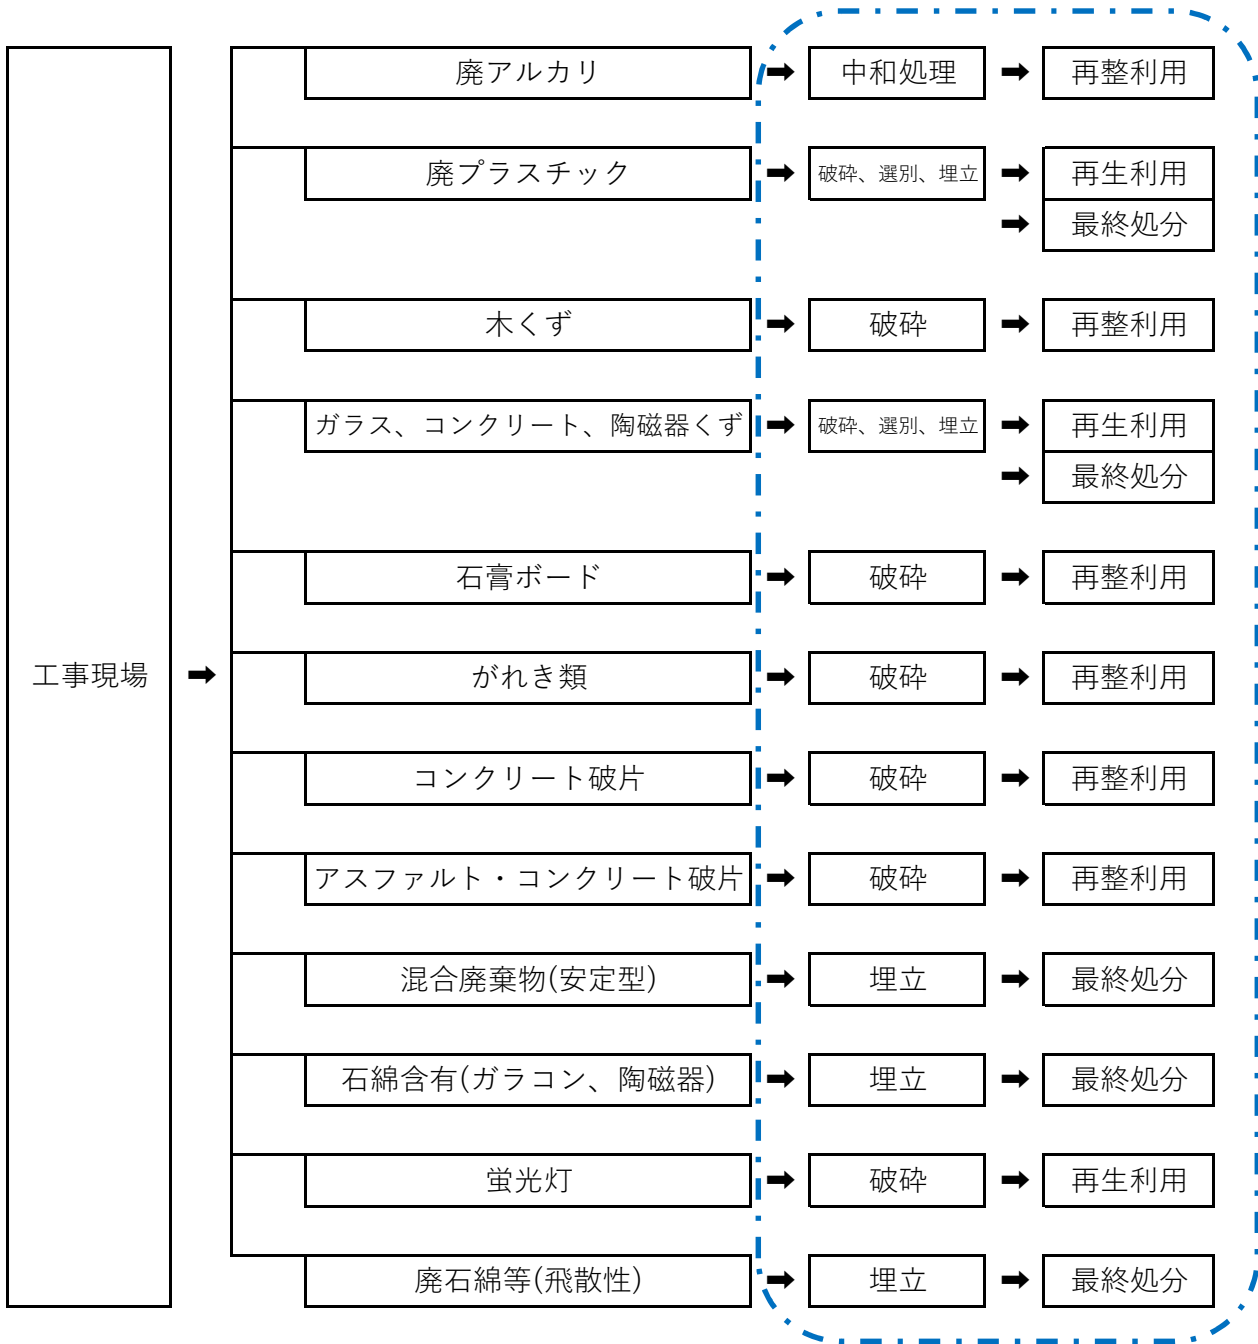 廃アルカリ ➡ 中和処理 ➡ 再整利用
廃プラスチック ➡ 破砕、選別、埋立 ➡ 再生利用
➡ 最終処分
木くず ➡ 破砕 ➡ 再整利用
ガラス、コンクリート、陶磁器くず ➡ 破砕、選別、埋立 ➡ 再生利用
➡ 最終処分
石膏ボード ➡ 破砕 ➡ 再整利用
工事現場 ➡ がれき類 ➡ 破砕 ➡ 再整利用
コンクリート破片 ➡ 破砕 ➡ 再整利用
アスファルト・コンクリート破片 ➡ 破砕 ➡ 再整利用
混合廃棄物(安定型) ➡ 埋立 ➡ 最終処分
石綿含有(ガラコン、陶磁器) ➡ 埋立 ➡ 最終処分
蛍光灯 ➡ 破砕 ➡ 再生利用
廃石綿等(飛散性) ➡ 埋立 ➡ 最終処分